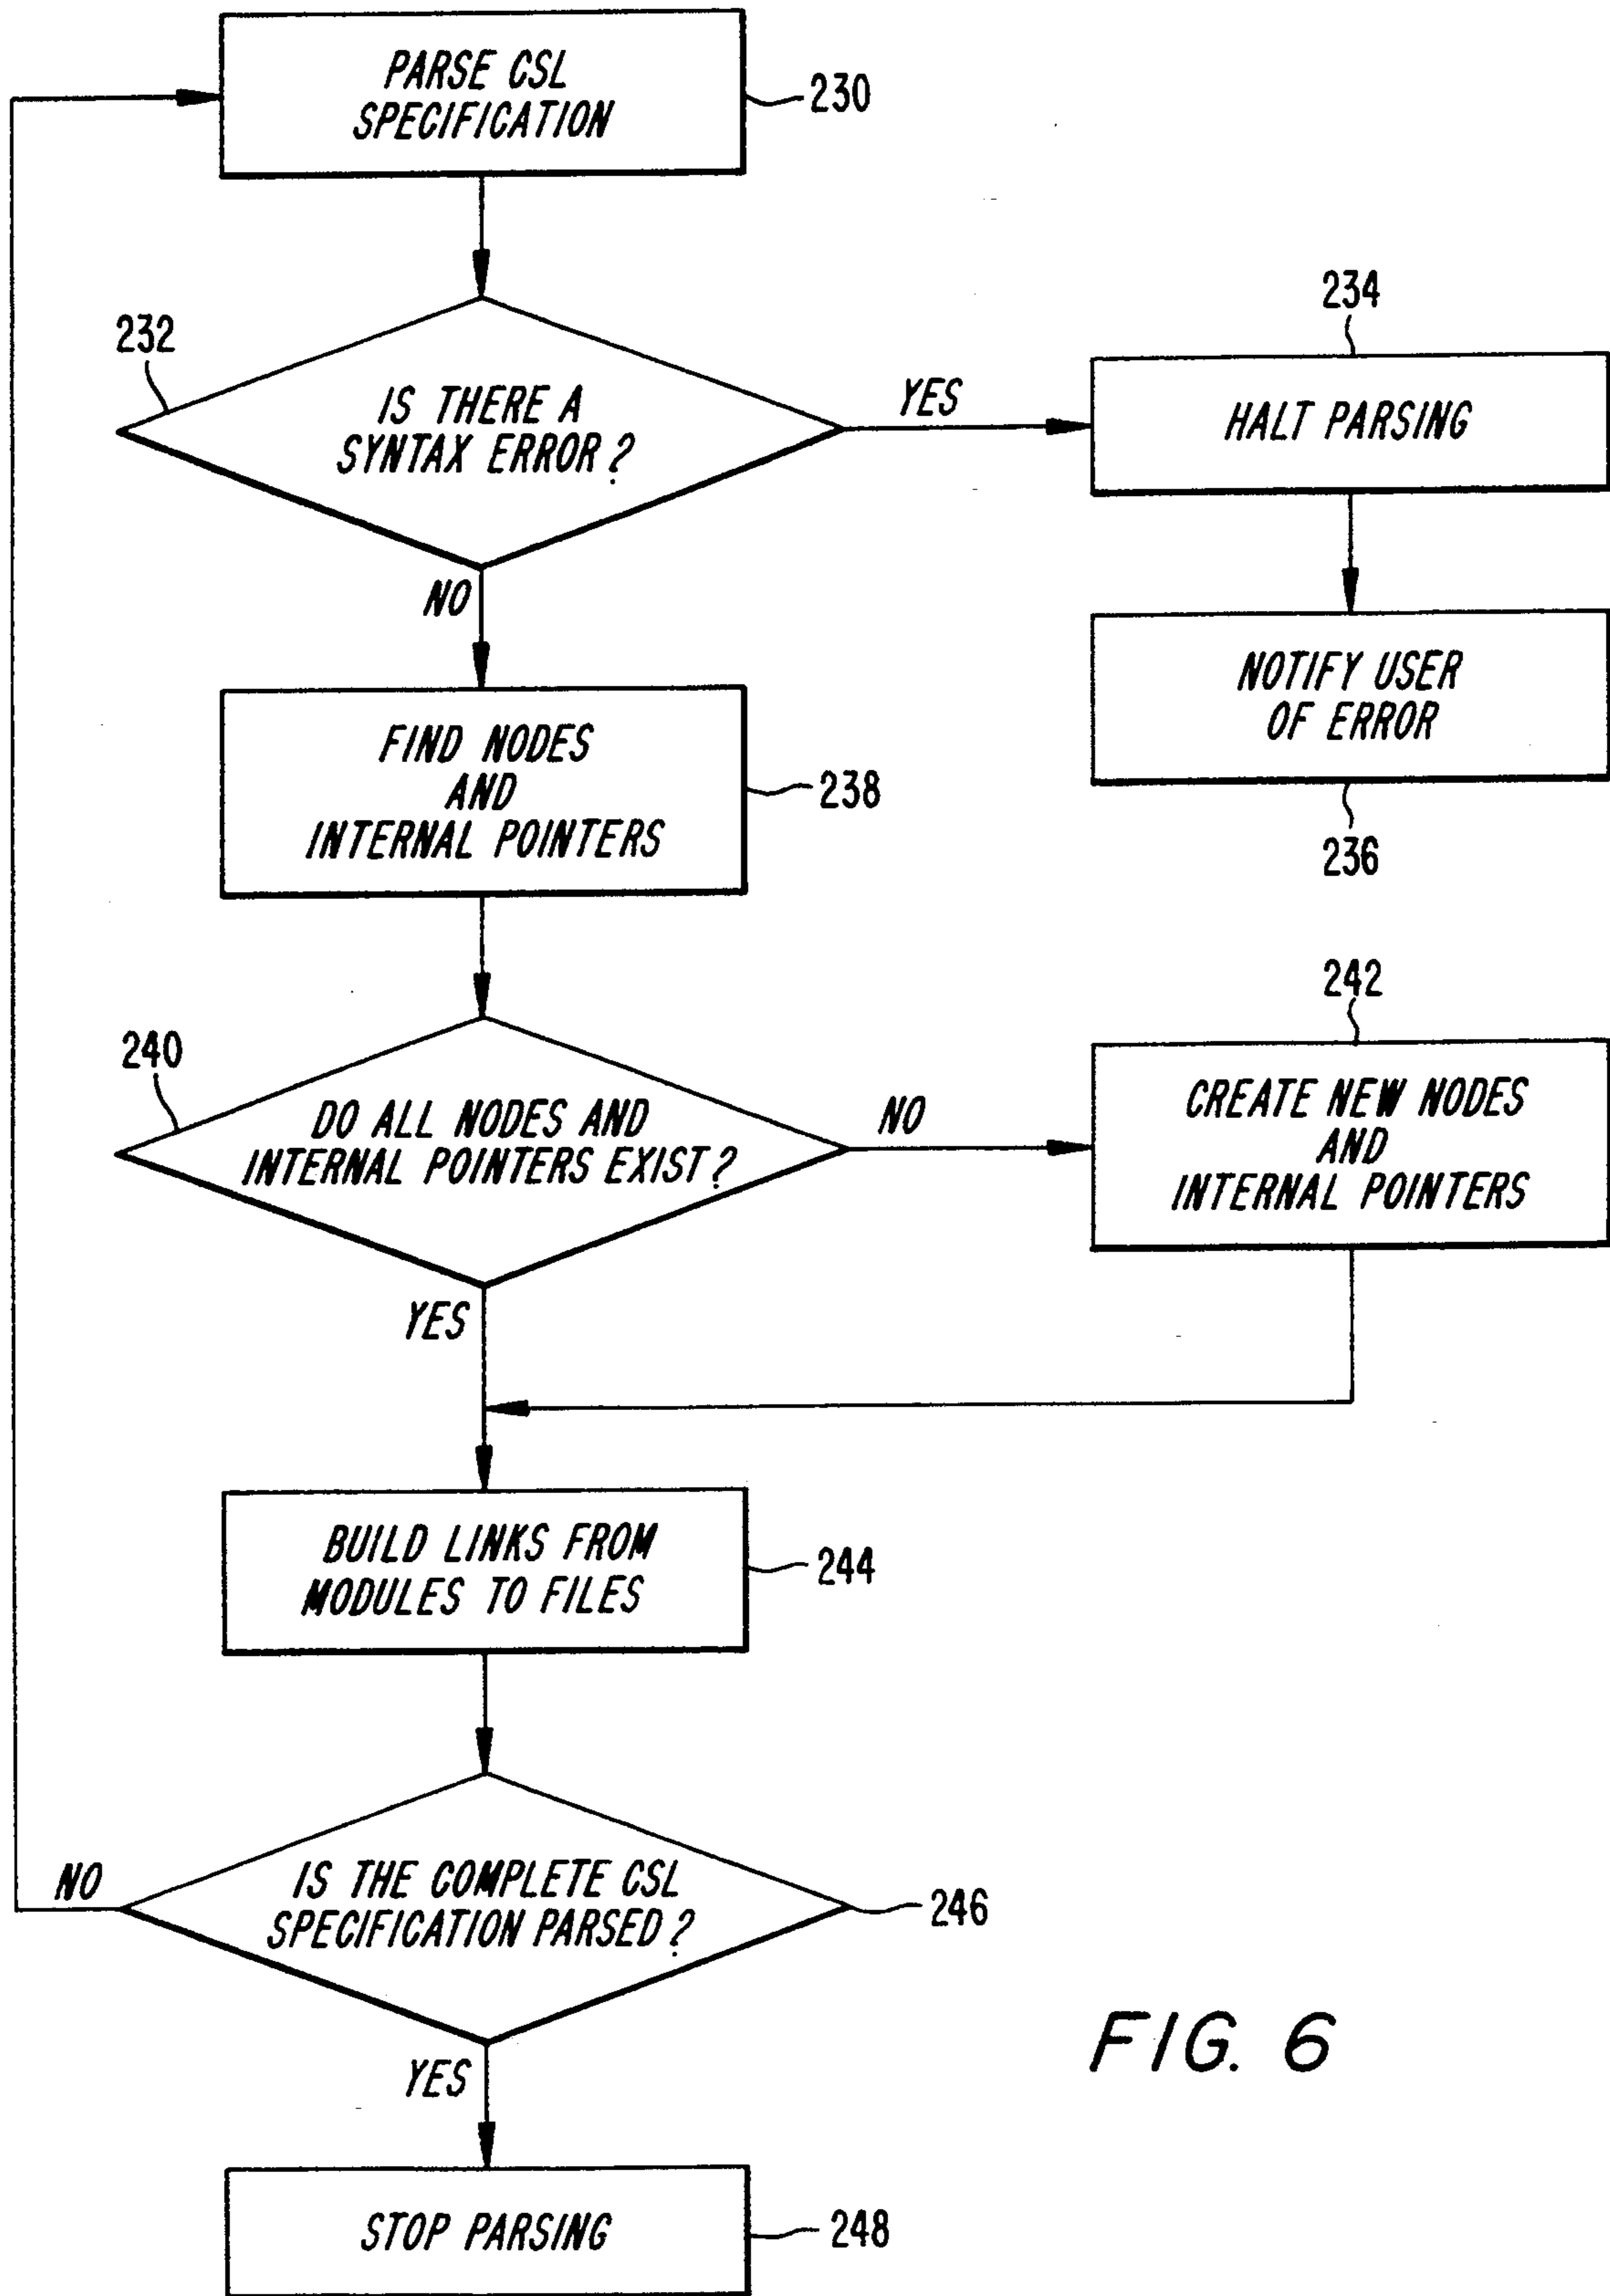 PARSE CSL
SPECIFICATION
230
232
IS THERE A
SYNTAX ERROR?
YES
234
HALT PARSING
NO
NOTIFY USER
OF ERROR
236
FIND NODES
AND
INTERNAL POINTERS
238
240
DO ALL NODES AND
INTERNAL POINTERS EXIST?
NO
242
CREATE NEW NODES
AND
INTERNAL POINTERS
YES
BUILD LINKS FROM
MODULES TO FILES
244
NO
IS THE COMPLETE CSL
SPECIFICATION PARSED?
246
YES
STOP PARSING
248
FIG. 6